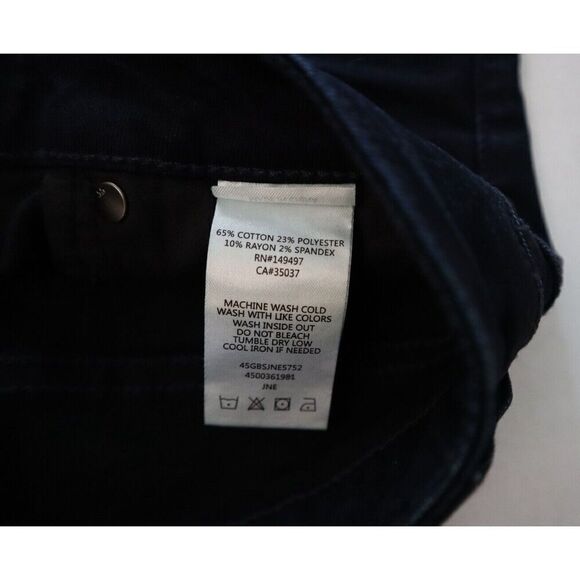 65% COTTON 23% POLYESTER
10% RAYON 2% SPANDEX
RN#149497
CA#35037
MACHINE WASH COLD
WASH WITH LIKE COLORS
WASH INSIDE OUT
DO NOT BLEACH
TUMBLE DRY LOW
COOL IRON IF NEEDED
45GBSJNE5752
4500361981
JNE